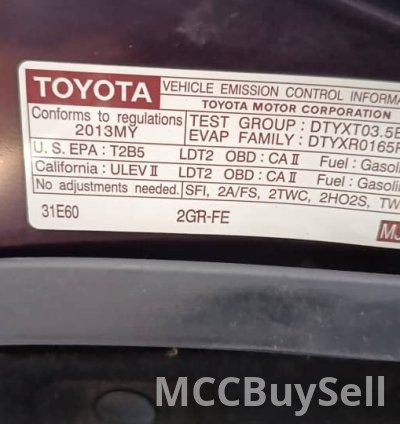 TOYOTA VEHICLE EMISSION CONTROL INFORMA
TOYOTA MOTOR CORPORATION
Conforms to regulations
2013MY
TEST GROUP : DTYXT03.5B
EVAP FAMILY : DTYXR0165P
U. S. EPA : T2B5 LDT2 OBD : CA II Fuel : Gasoli
California : ULEV II LDT2 OBD : CA II Fuel : Gasol
No adjustments needed. SFI, 2A/FS, 2TWC, 2HO2S, TW
31E60 2GR-FE
MJ
MCCBuySell